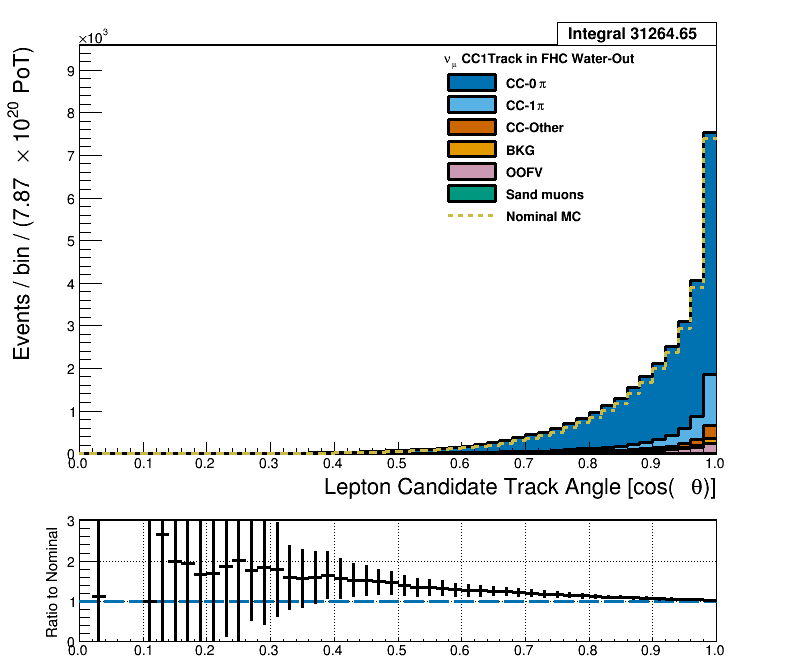 Integral 31264.65
×10³
ν_μ CC1Track in FHC Water-Out
CC-0 π
CC-1π
CC-Other
BKG
OOFV
Sand muons
Nominal MC
Events / bin / (7.87 × 10²⁰ PoT)
9
8
7
6
5
4
3
2
1
0
0.0 0.1 0.2 0.3 0.4 0.5 0.6 0.7 0.8 0.9 1.0
Lepton Candidate Track Angle [cos( θ)]
Ratio to Nominal
3
2
1
0
0.0 0.1 0.2 0.3 0.4 0.5 0.6 0.7 0.8 0.9 1.0